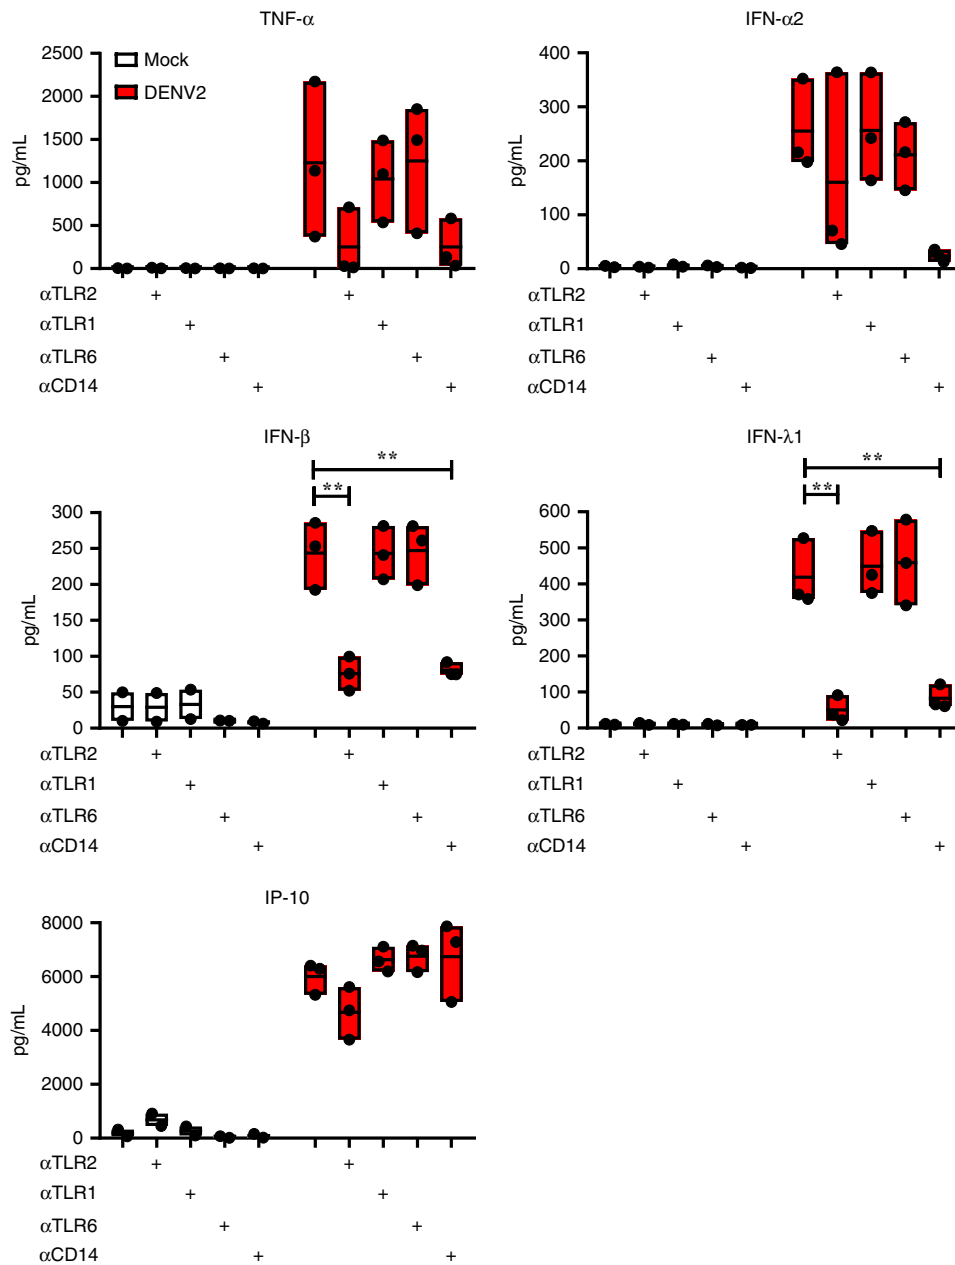 TNF-α
2500
2000
1500
1000
500
0
pg/mL
Mock
DENV2
αTLR2 + +
αTLR1 + +
αTLR6 + +
αCD14 + +
IFN-α2
400
300
200
100
0
pg/mL
αTLR2 + +
αTLR1 + +
αTLR6 + +
αCD14 + +
IFN-β
**
**
300
250
200
150
100
50
0
pg/mL
αTLR2 + +
αTLR1 + +
αTLR6 + +
αCD14 + +
IFN-λ1
**
**
600
500
400
300
200
100
0
pg/mL
αTLR2 + +
αTLR1 + +
αTLR6 + +
αCD14 + +
IP-10
8000
6000
4000
2000
0
pg/mL
αTLR2 + +
αTLR1 + +
αTLR6 + +
αCD14 + +